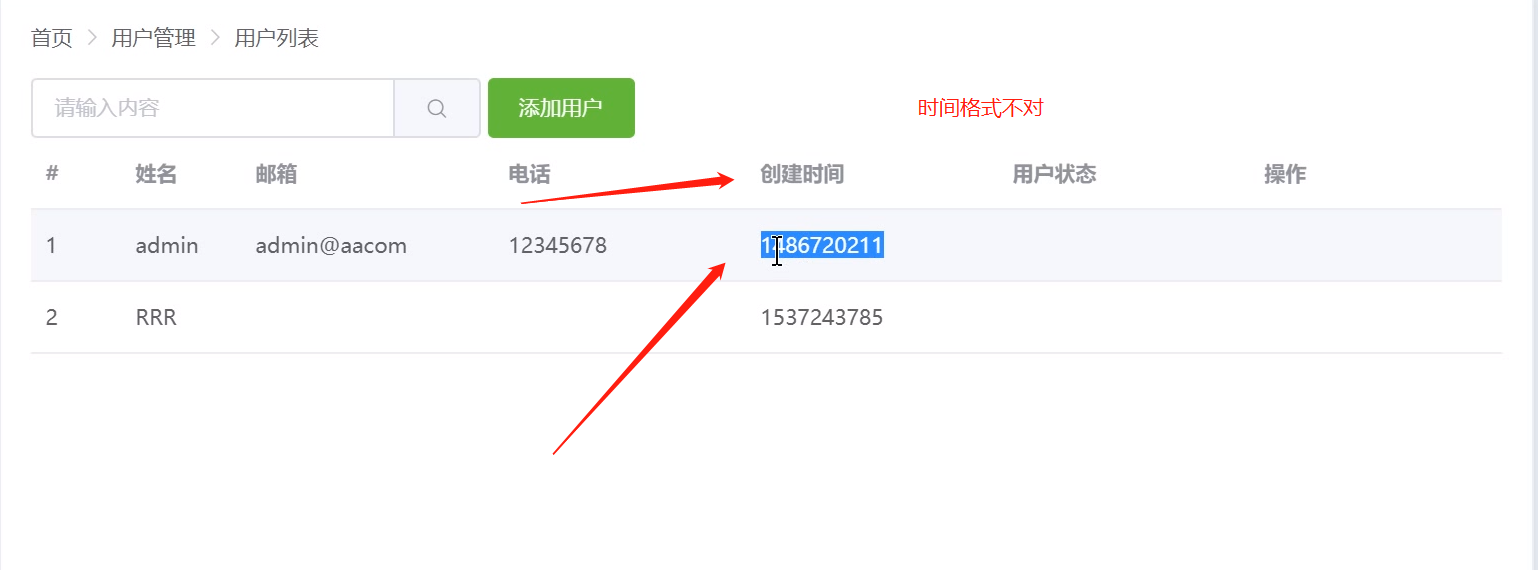 首页 > 用户管理 > 用户列表
请输入内容 添加用户 时间格式不对
# 姓名 邮箱 电话 创建时间 用户状态 操作
1 admin admin@aacom 12345678 1486720211
2 RRR 1537243785